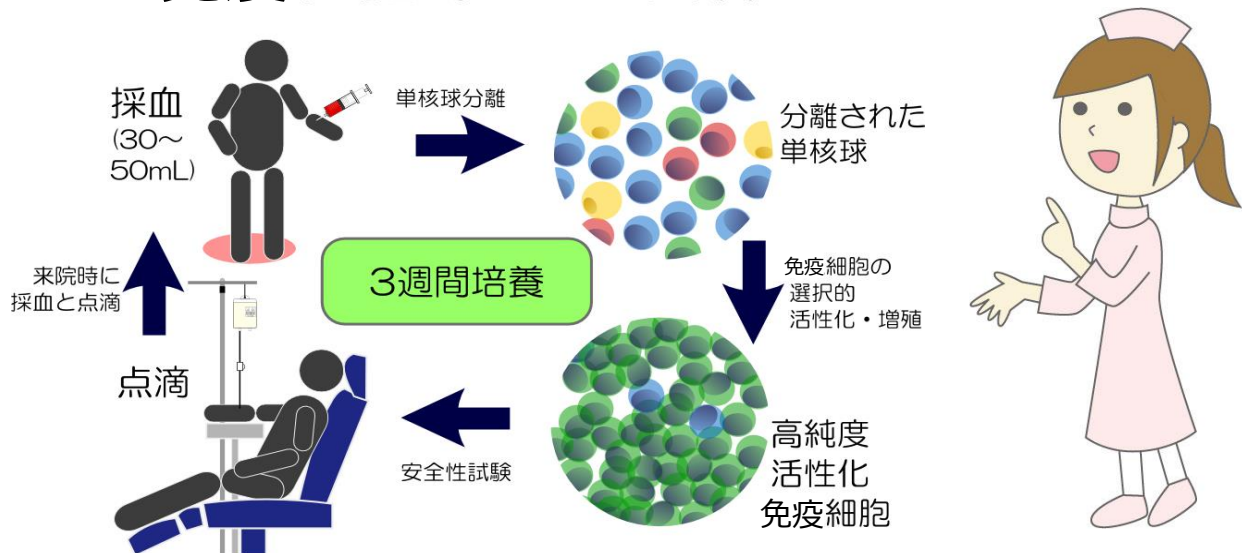 採血
(30～
50mL)
単核球分離
分離された
単核球
3週間培養
免疫細胞の
選択的
活性化・増殖
来院時に
採血と点滴
点滴
安全性試験
高純度
活性化
免疫細胞